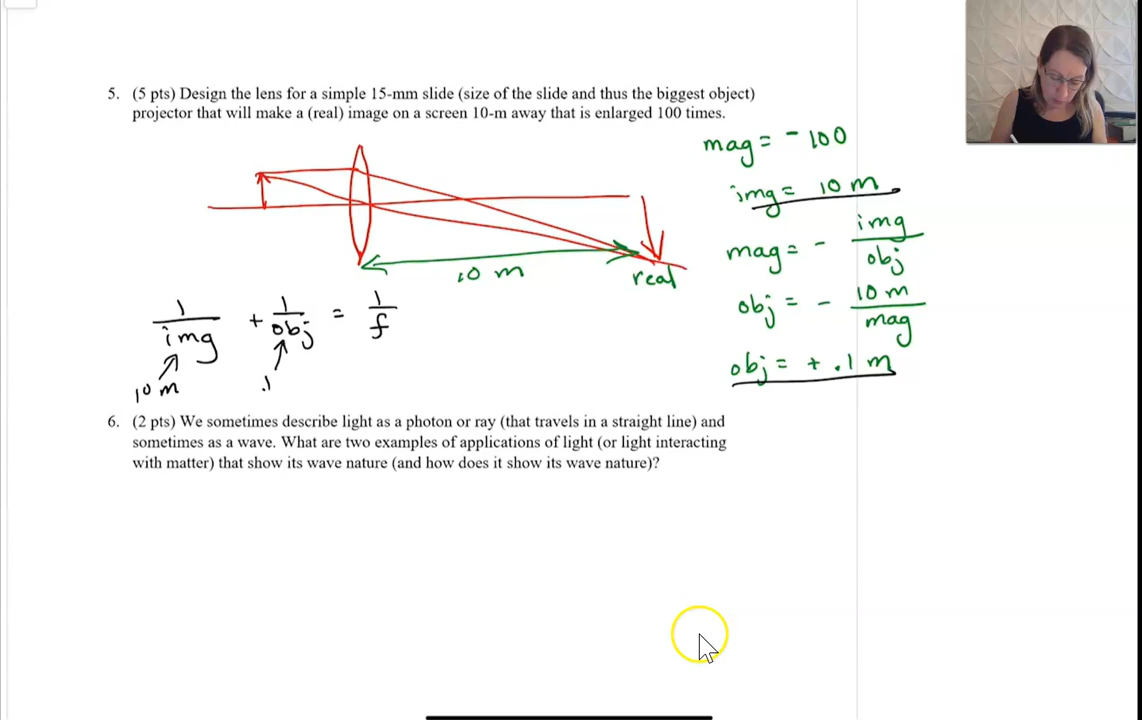 5. (5 pts) Design the lens for a simple 15-mm slide (size of the slide and thus the biggest object)
projector that will make a (real) image on a screen 10-m away that is enlarged 100 times.
mag = - 100
img = 10 m
mag = - img / obj
obj = - 10 m / mag
obj = + .1 m
10 m
real
1 / img + 1 / obj = 1 / f
10 m
.1
6. (2 pts) We sometimes describe light as a photon or ray (that travels in a straight line) and
sometimes as a wave. What are two examples of applications of light (or light interacting
with matter) that show its wave nature (and how does it show its wave nature)?